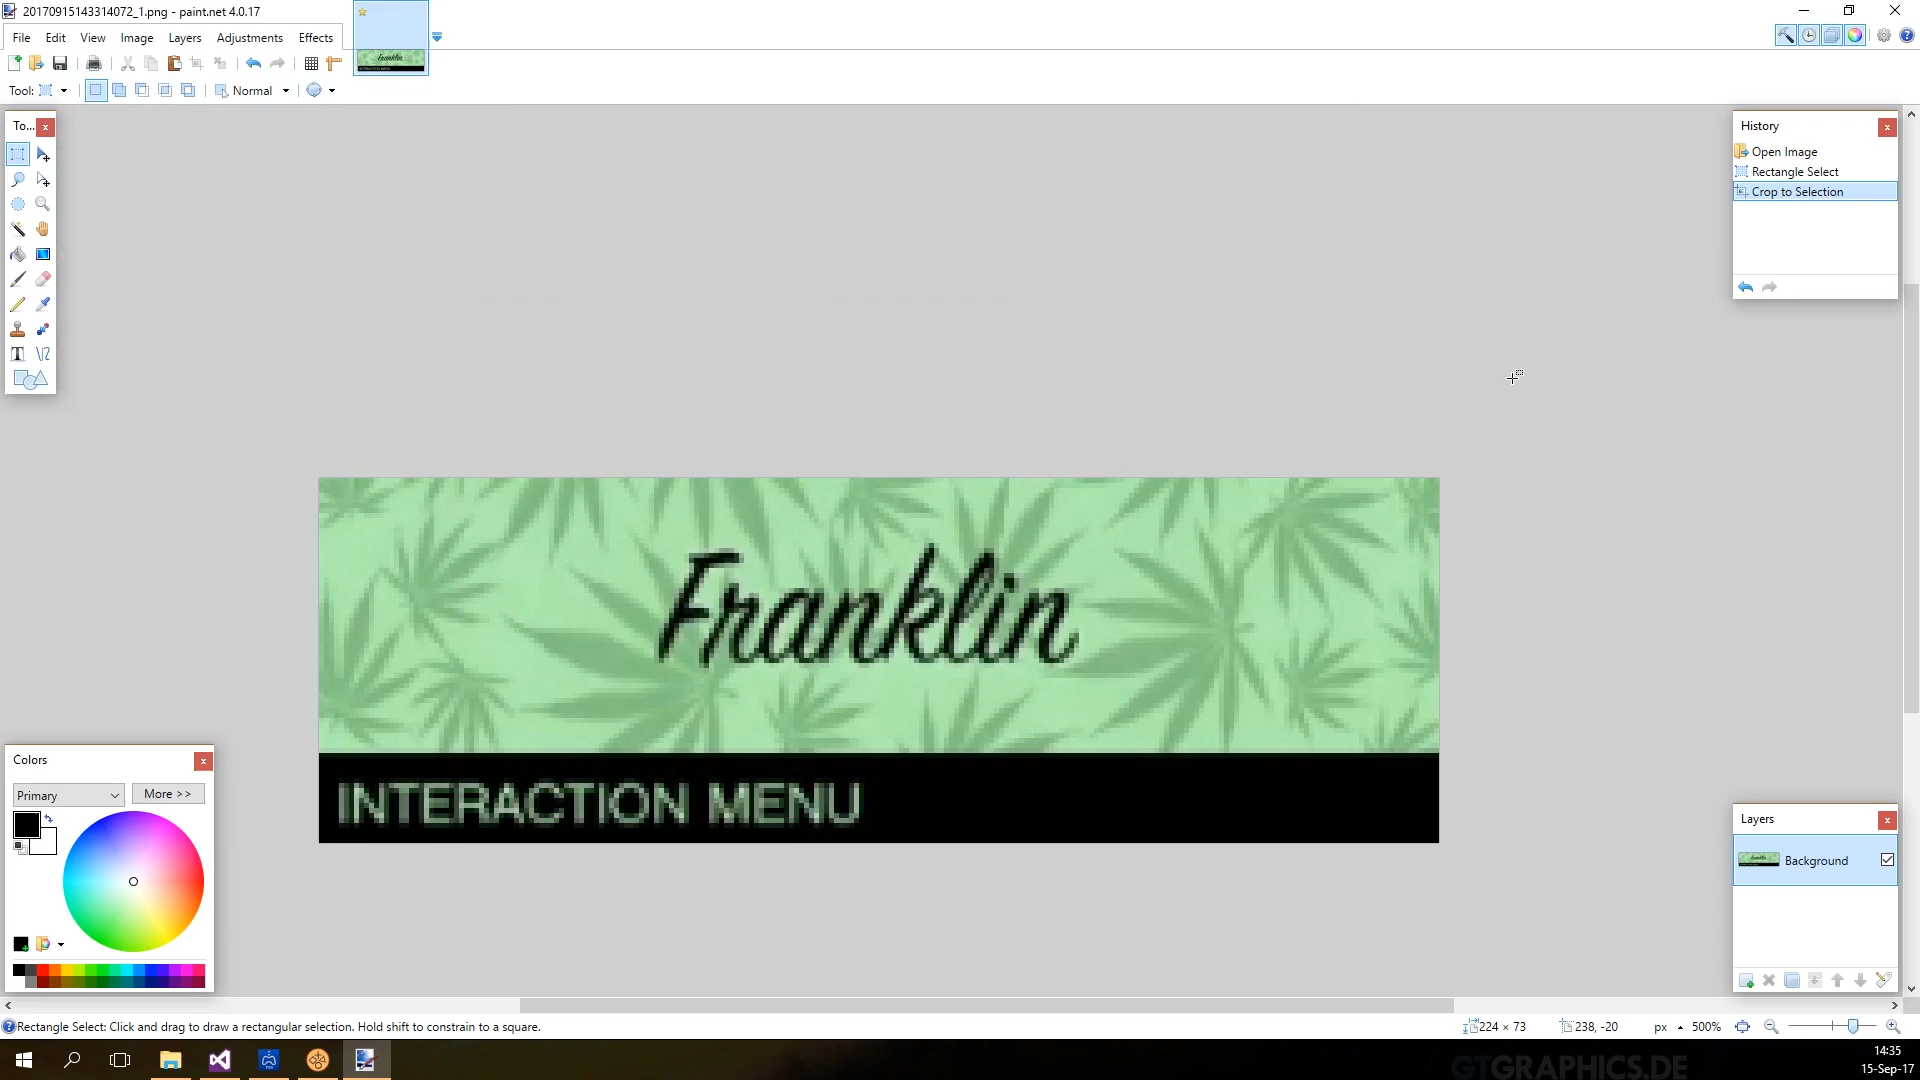 20170915143314072_1.png - paint.net 4.0.17
File Edit View Image Layers Adjustments Effects
Tool: Normal
To...
History
Open Image
Rectangle Select
Crop to Selection
Franklin
INTERACTION MENU
Colors
Primary
More >>
Layers
Background
Rectangle Select: Click and drag to draw a rectangular selection. Hold shift to constrain to a square.
224 × 73
238, -20
px
500%
14:35
15-Sep-17
GTGRAPHICS.DE